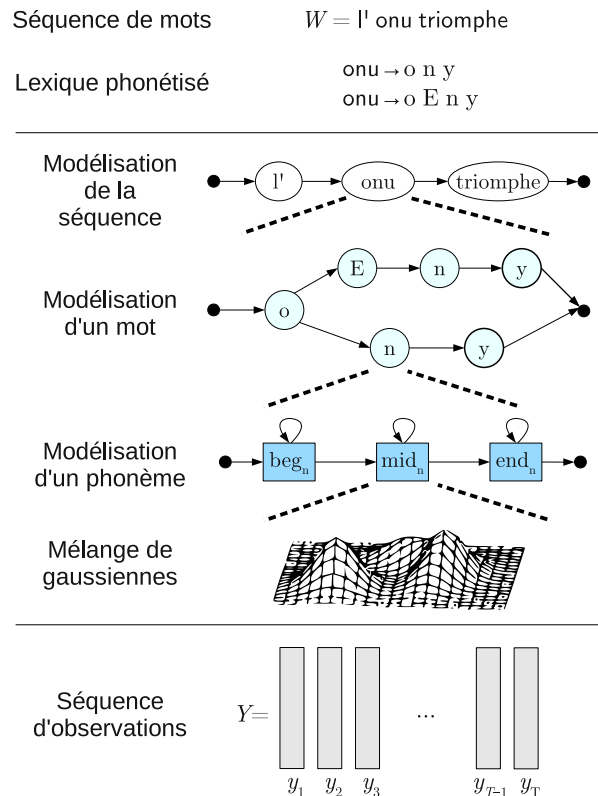 Séquence de mots
W = l' onu triomphe
Lexique phonétisé
onu → o n y
onu → o E n y
Modélisation
de la
séquence
l' onu triomphe
Modélisation
d'un mot
E n y
o
n y
Modélisation
d'un phonème
beg_n mid_n end_n
Mélange de
gaussiennes
Séquence
d'observations
Y= ...
y_1 y_2 y_3 y_{T-1} y_T